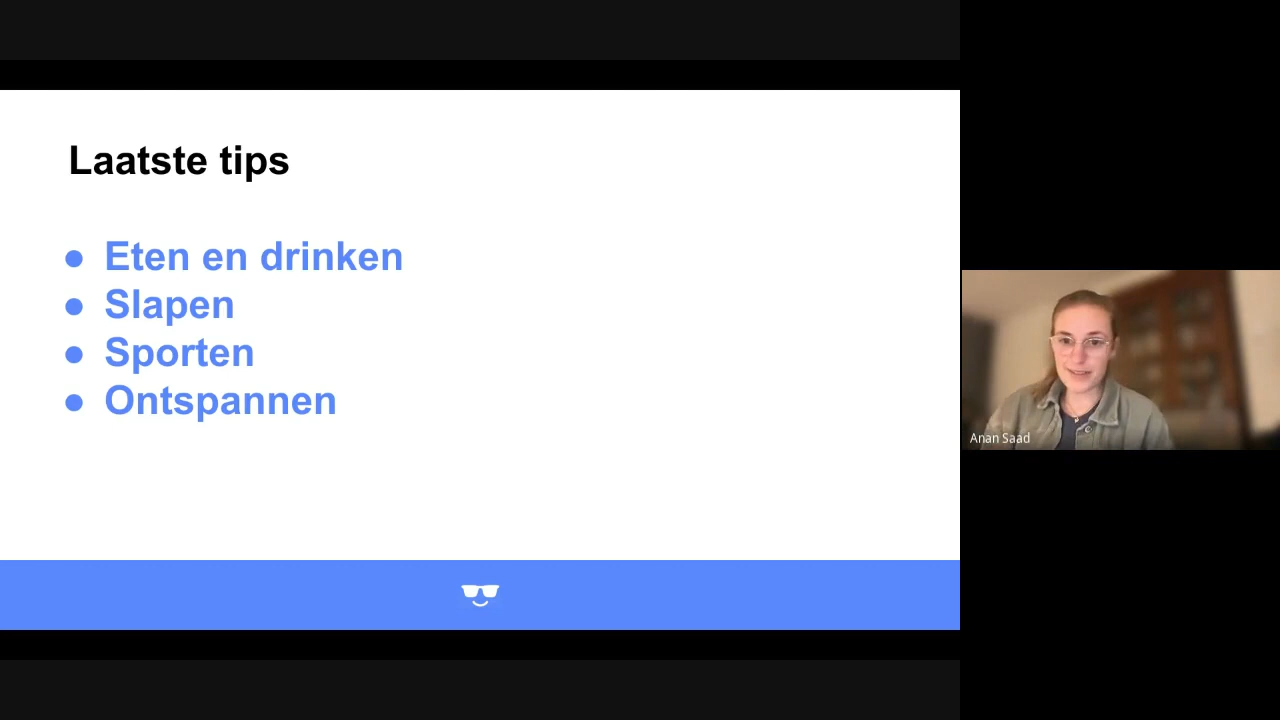 Laatste tips
● Eten en drinken
● Slapen
● Sporten
● Ontspannen
Anan Saad